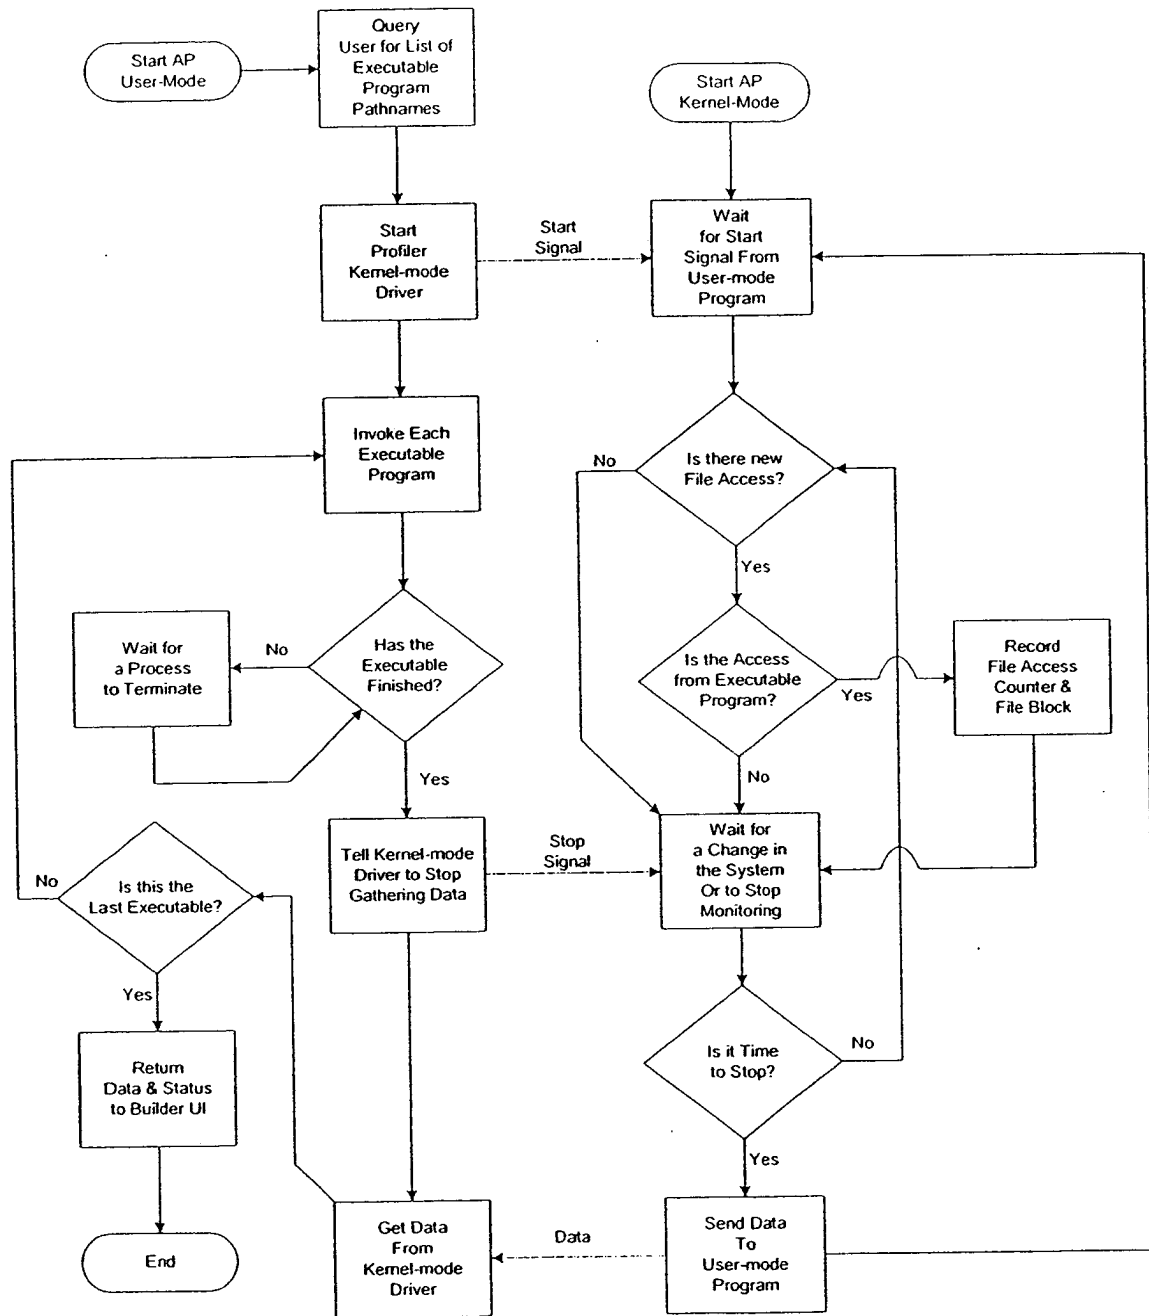 Query
User for List of
Executable
Program
Pathnames
Start AP
User-Mode
Start AP
Kernel-Mode
Start
Profiler
Kernel-mode
Driver
Start
Signal
Wait
for Start
Signal From
User-mode
Program
Invoke Each
Executable
Program
No
Is there new
File Access?
Yes
Wait for
a Process
to Terminate
No
Has the
Executable
Finished?
Is the Access
from Executable
Program?
Yes
Record
File Access
Counter &
File Block
Yes
No
Tell Kernel-mode
Driver to Stop
Gathering Data
Stop
Signal
Wait for
a Change in
the System
Or to Stop
Monitoring
No
Is this the
Last Executable?
Yes
Is it Time
to Stop?
No
Yes
Return
Data & Status
to Builder UI
End
Get Data
From
Kernel-mode
Driver
Data
Send Data
To
User-mode
Program